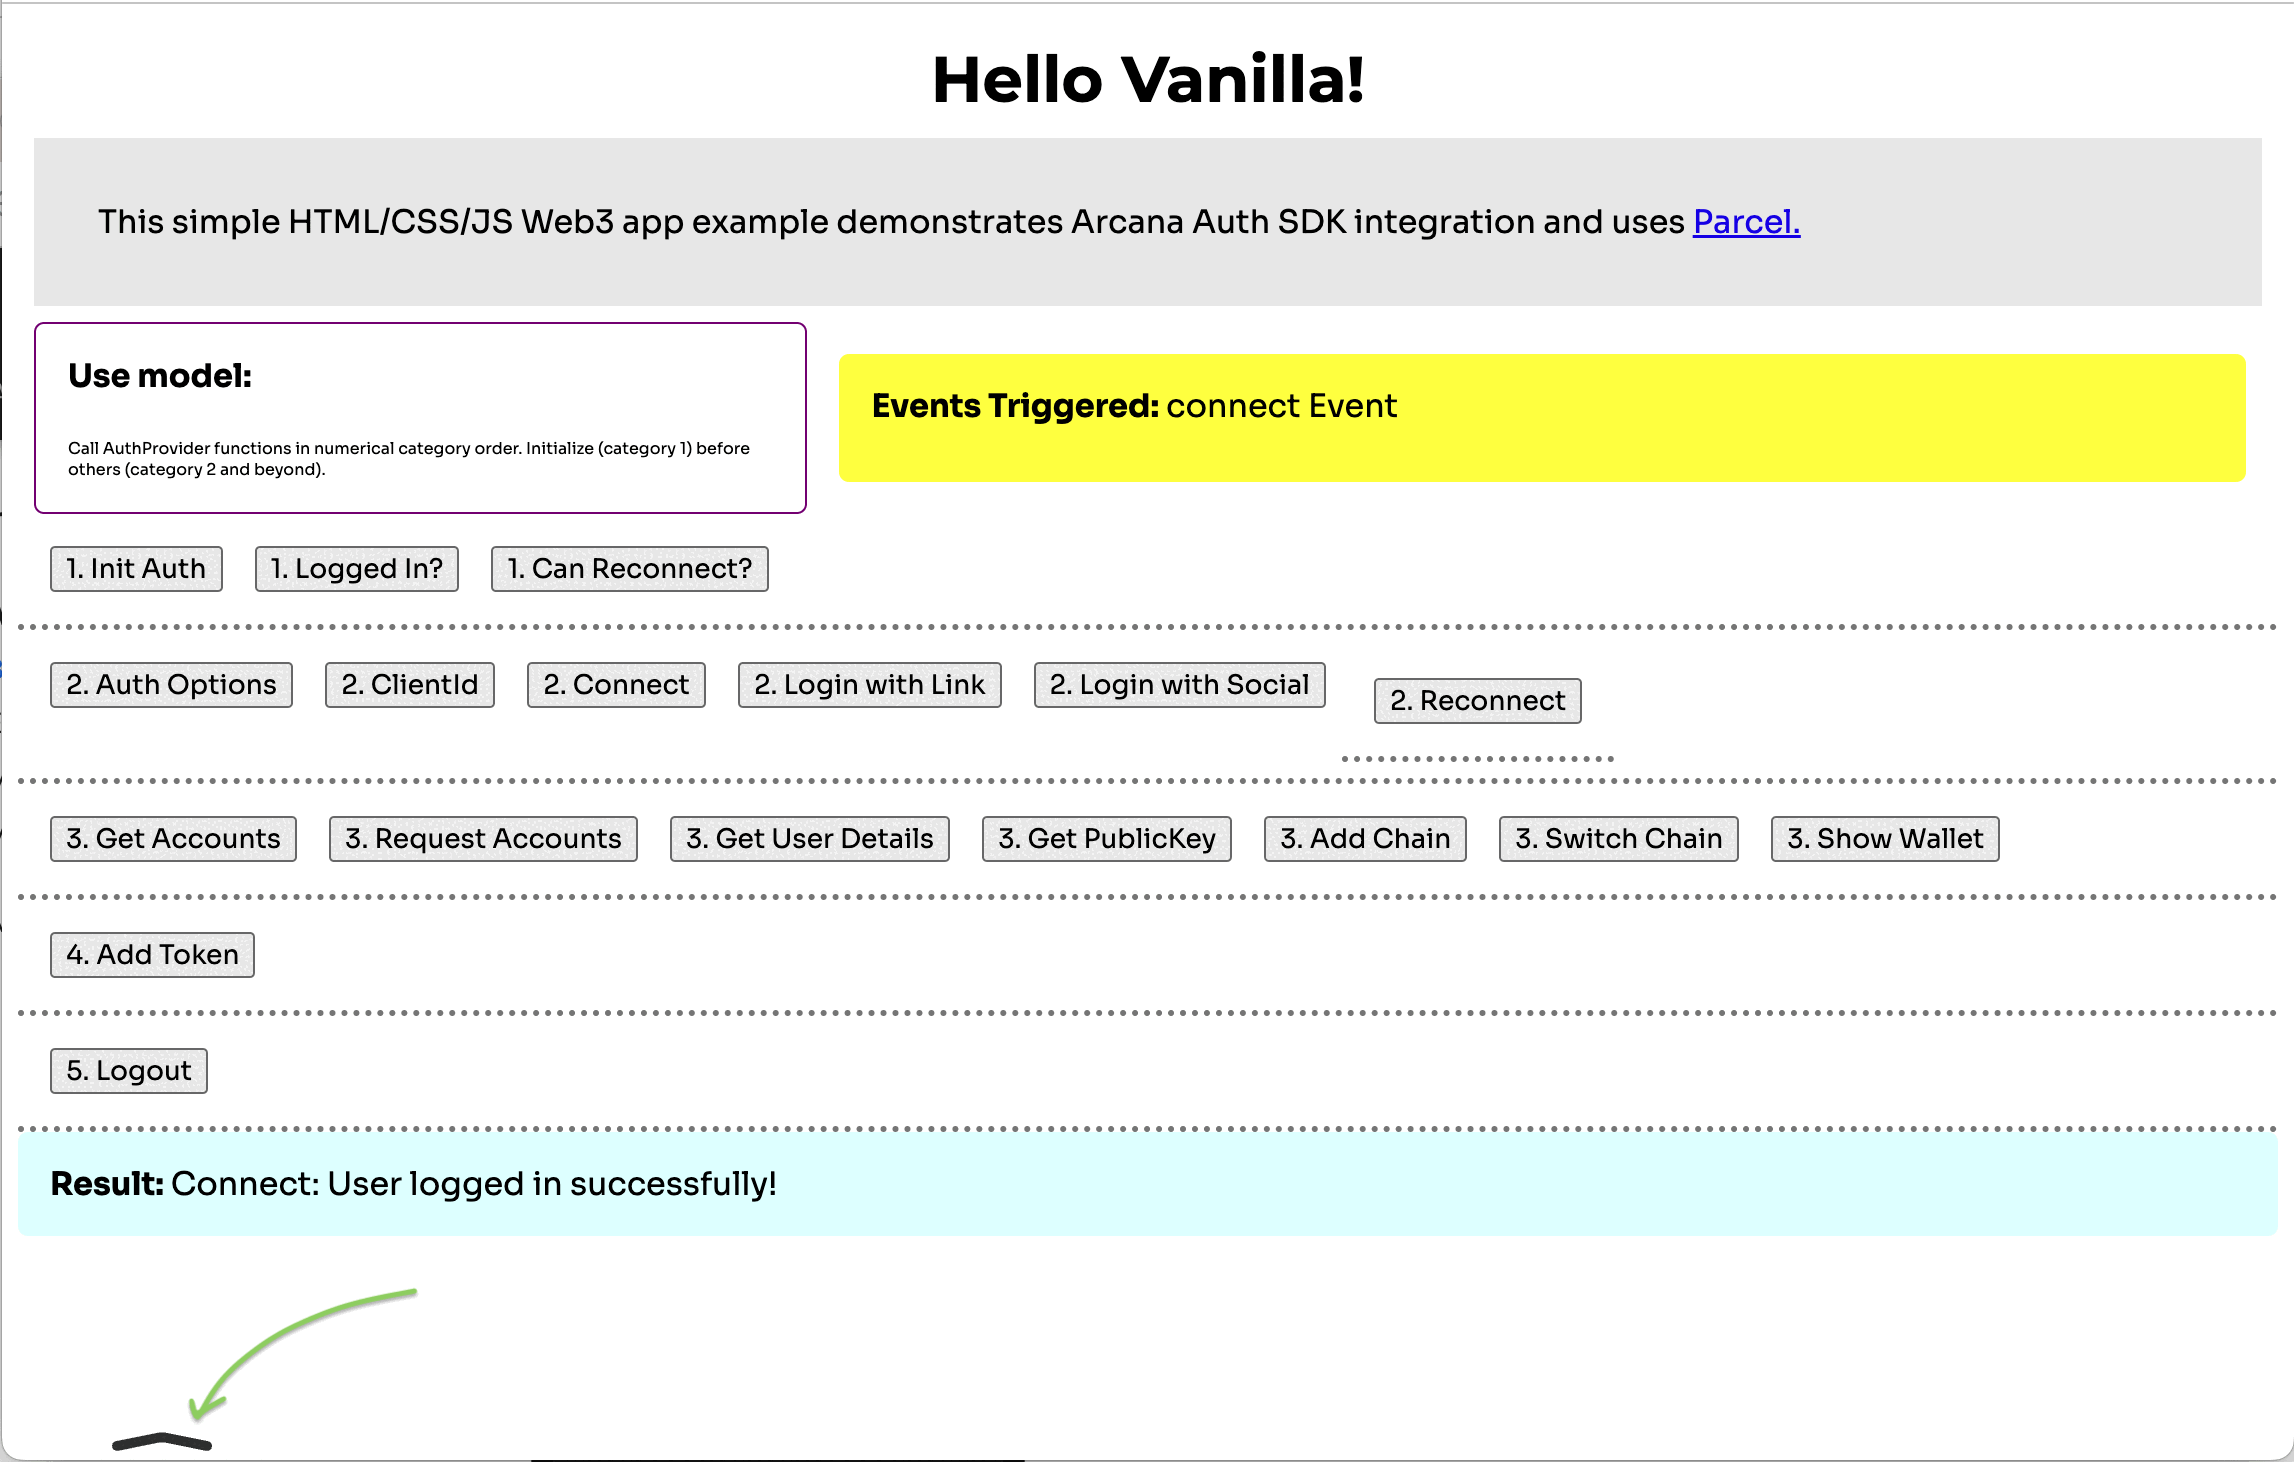 Hello Vanilla!
This simple HTML/CSS/JS Web3 app example demonstrates Arcana Auth SDK integration and uses Parcel.
Use model:
Call AuthProvider functions in numerical category order. Initialize (category 1) before
others (category 2 and beyond).
Events Triggered: connect Event
1. Init Auth 1. Logged In? 1. Can Reconnect?
2. Auth Options 2. ClientId 2. Connect 2. Login with Link 2. Login with Social 2. Reconnect
3. Get Accounts 3. Request Accounts 3. Get User Details 3. Get PublicKey 3. Add Chain 3. Switch Chain 3. Show Wallet
4. Add Token
5. Logout
Result: Connect: User logged in successfully!